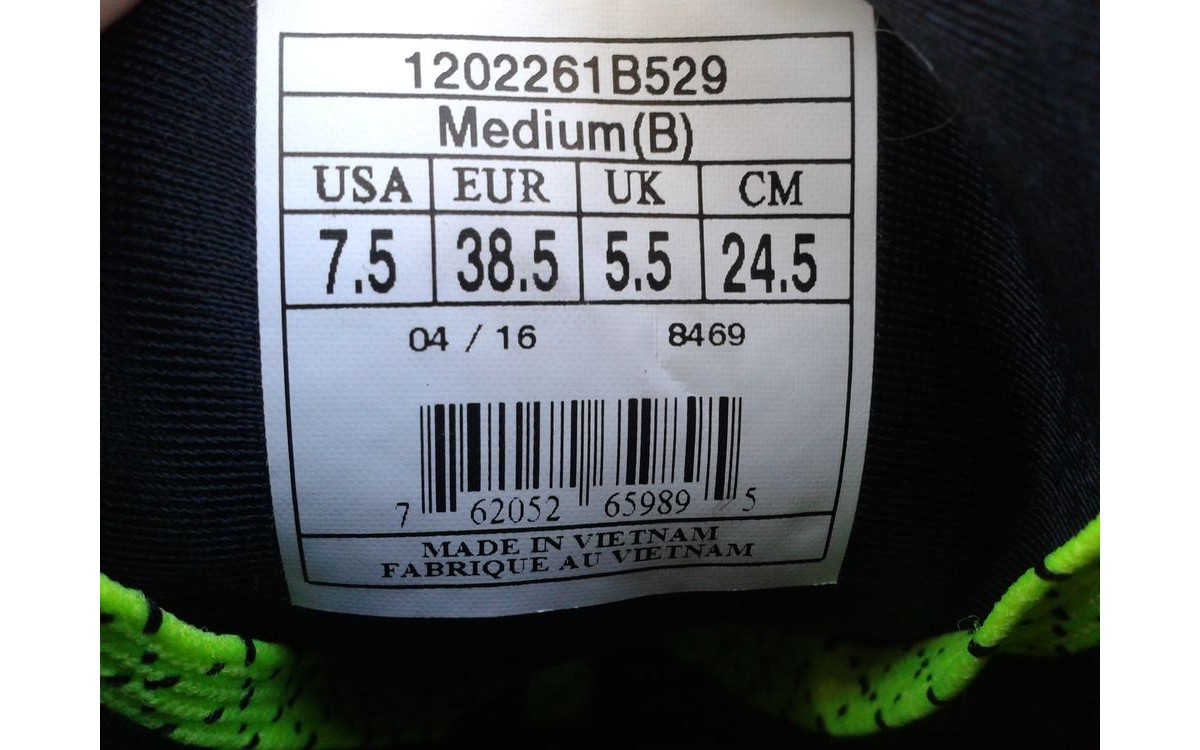 1202261B529
Medium(B)
USA EUR UK CM
7.5 38.5 5.5 24.5
04 / 16 8469
7 62052 65989 5
MADE IN VIETNAM
FABRIQUE AU VIETNAM